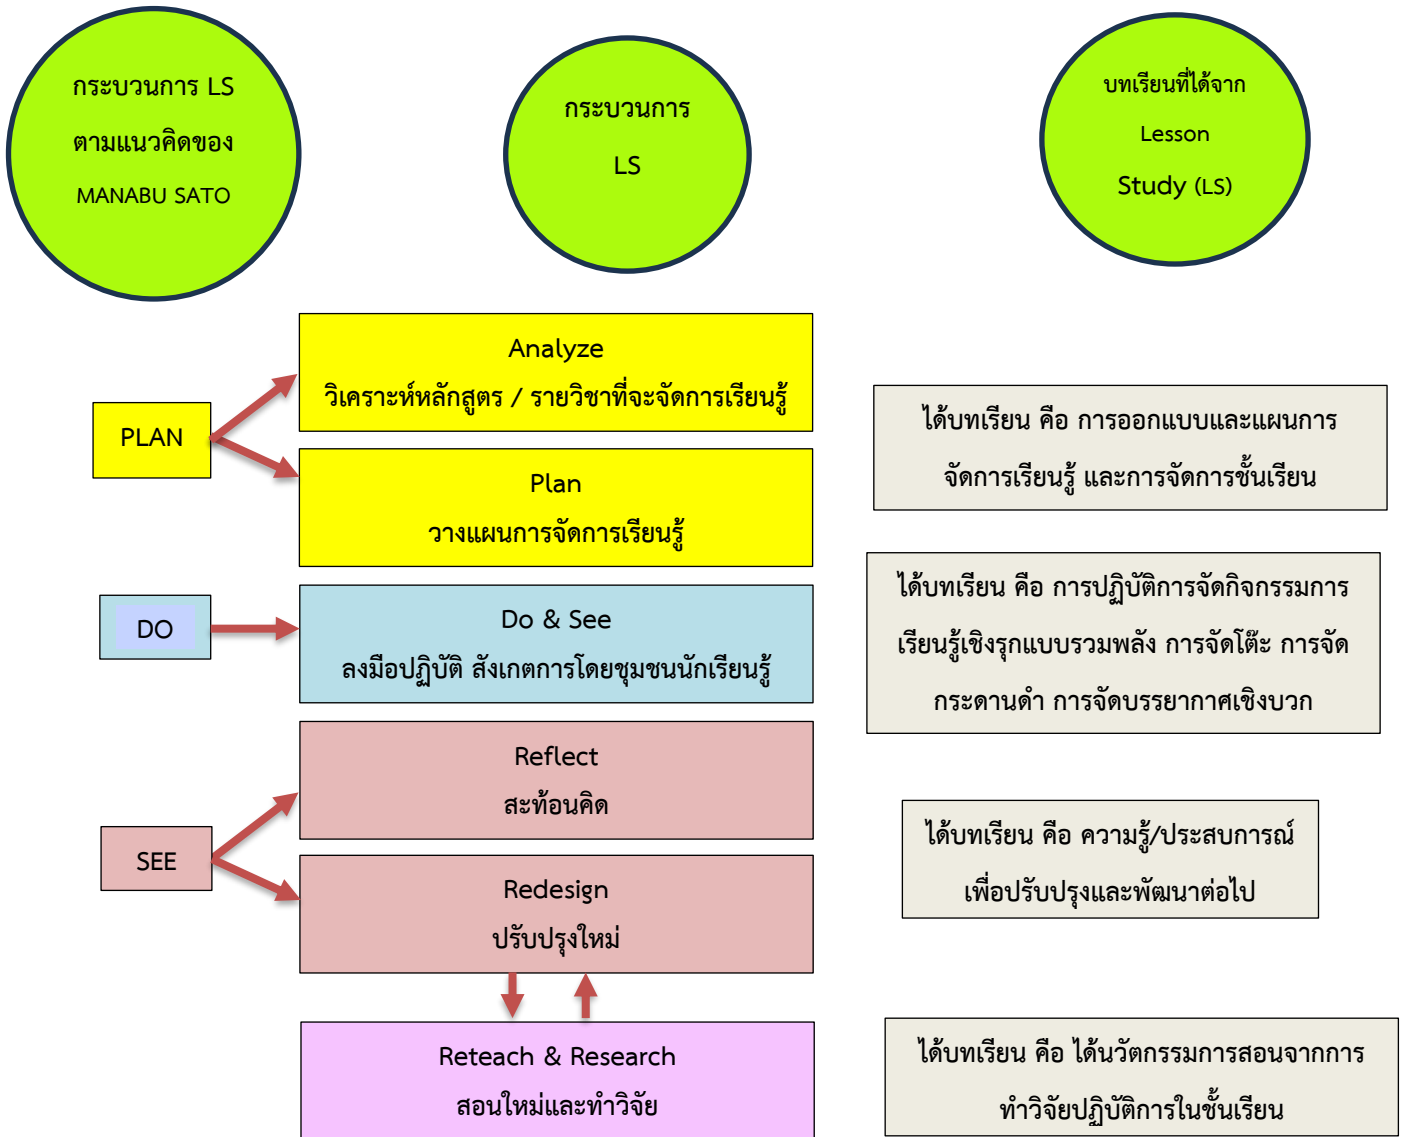 กระบวนการ LS
ตามแนวคิดของ
MANABU SATO
กระบวนการ
LS
บทเรียนที่ได้จาก
Lesson
Study (LS)
PLAN
Analyze
วิเคราะห์หลักสูตร / รายวิชาที่จะจัดการเรียนรู้
Plan
วางแผนการจัดการเรียนรู้
ได้บทเรียน คือ การออกแบบและแผนการ
จัดการเรียนรู้ และการจัดการชั้นเรียน
DO
Do & See
ลงมือปฏิบัติ สังเกตการโดยชุมชนนักเรียนรู้
ได้บทเรียน คือ การปฏิบัติการจัดกิจกรรมการ
เรียนรู้เชิงรุกแบบรวมพลัง การจัดโต๊ะ การจัด
กระดานดำ การจัดบรรยากาศเชิงบวก
SEE
Reflect
สะท้อนคิด
Redesign
ปรับปรุงใหม่
ได้บทเรียน คือ ความรู้/ประสบการณ์
เพื่อปรับปรุงและพัฒนาต่อไป
Reteach & Research
สอนใหม่และทำวิจัย
ได้บทเรียน คือ ได้นวัตกรรมการสอนจากการ
ทำวิจัยปฏิบัติการในชั้นเรียน